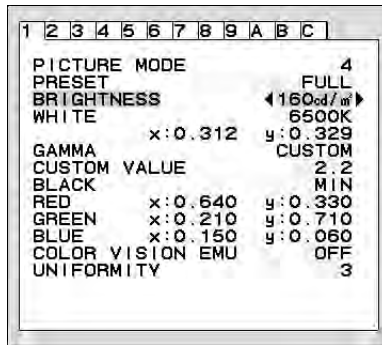 1 2 3 4 5 6 7 8 9 A B C
PICTURE MODE 4
PRESET FULL
BRIGHTNESS ◀160cd/㎡▶
WHITE 6500K
x:0.312 y:0.329
GAMMA CUSTOM
CUSTOM VALUE 2.2
BLACK MIN
RED x:0.640 y:0.330
GREEN x:0.210 y:0.710
BLUE x:0.150 y:0.060
COLOR VISION EMU OFF
UNIFORMITY 3